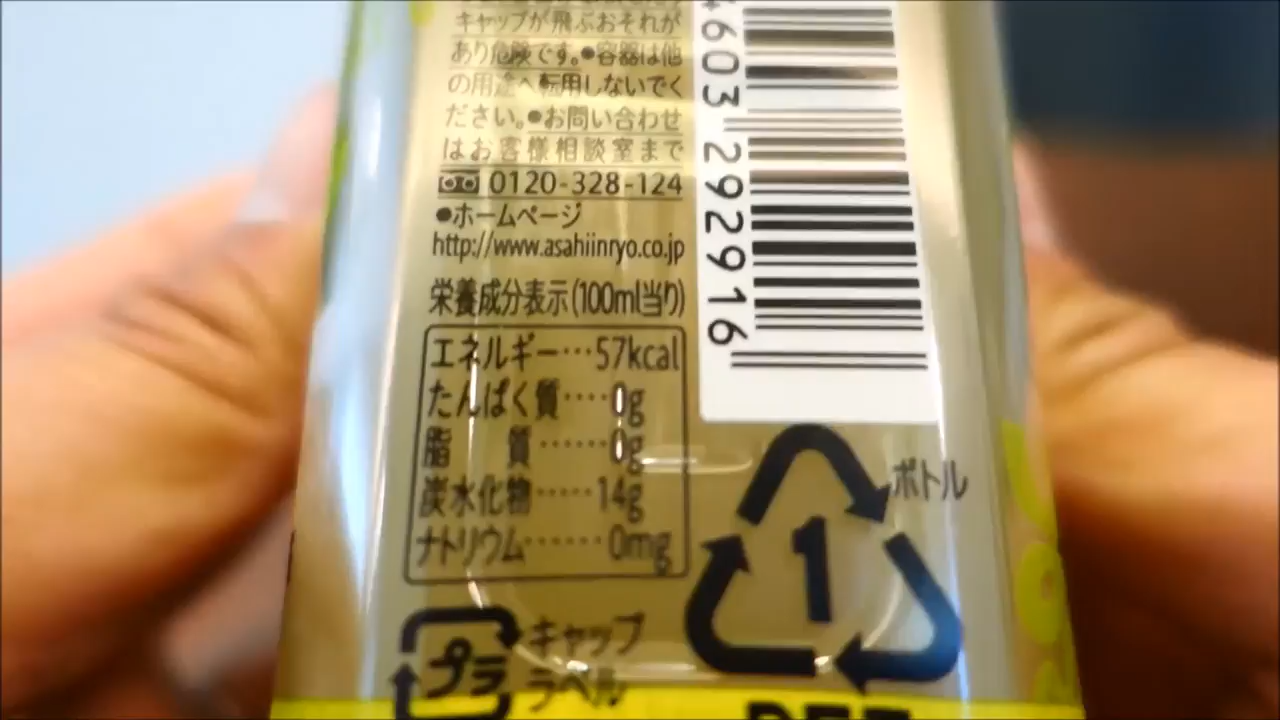 キャップが飛ぶおそれが
あり危険です。●容器は他
の用途へ転用しないでく
ださい。●お問い合わせ
はお客様相談室まで
0120-328-124
●ホームページ
http://www.asahiinryo.co.jp
栄養成分表示(100ml当り)
エネルギー…57kcal
たんぱく質‥‥0g
脂　質‥‥‥0g
炭水化物‥‥‥14g
ナトリウム‥‥‥‥0mg
プラ
キャップ
ラベル
603 292916
ボトル
1
PET